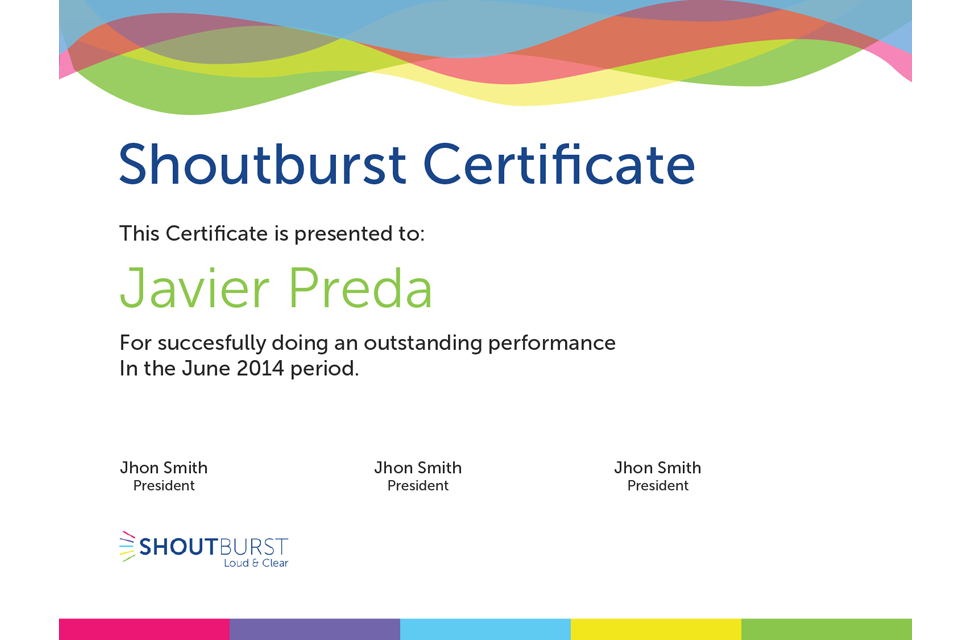 Shoutburst Certificate
This Certificate is presented to:
Javier Preda
For succesfully doing an outstanding performance
In the June 2014 period.
Jhon Smith Jhon Smith Jhon Smith
President President President
SHOUTBURST
Loud & Clear